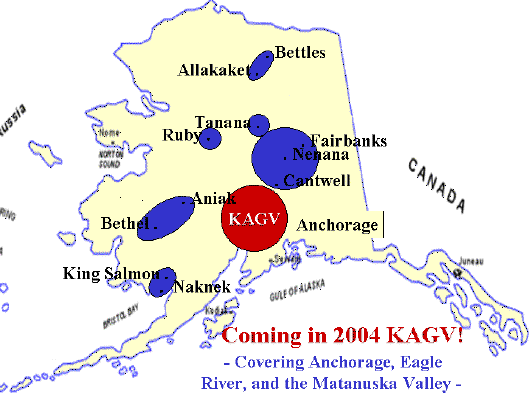 Bettles
Allakaket
Russia
Tanana
Ruby
Fairbanks
Nenana
Nome
NORTON
SOUND
Cantwell
CANADA
Aniak
KAGV
Anchorage
Bethel
RING
King Salmon
Naknek
Juneau
GULF OF ALASKA
BRISTOL BAY
Kodiak
Coming in 2004 KAGV!
- Covering Anchorage, Eagle
River, and the Matanuska Valley -